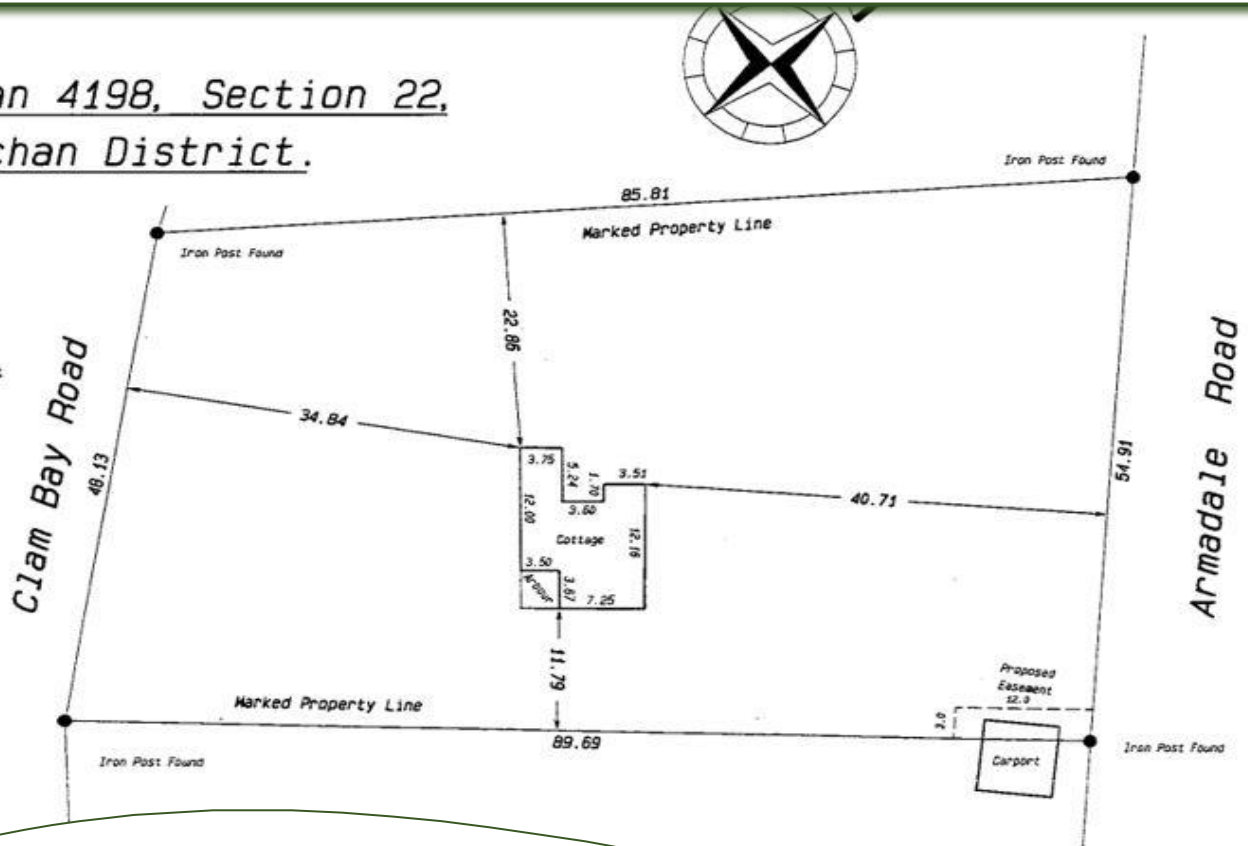 an 4198, Section 22,
chan District.
Iron Post Found
85.81
Marked Property Line
Iron Post Found
22.86
Clam Bay Road
34.84
48.13
3.75
5.24
1.70
3.51
3.60
12.00
Cottage
12.16
40.71
54.91
Armadale Road
3.50
Arbour
3.67
7.25
11.79
Proposed
Easement
12.0
3.0
Marked Property Line
89.69
Iron Post Found
Carport
Iron Post Found